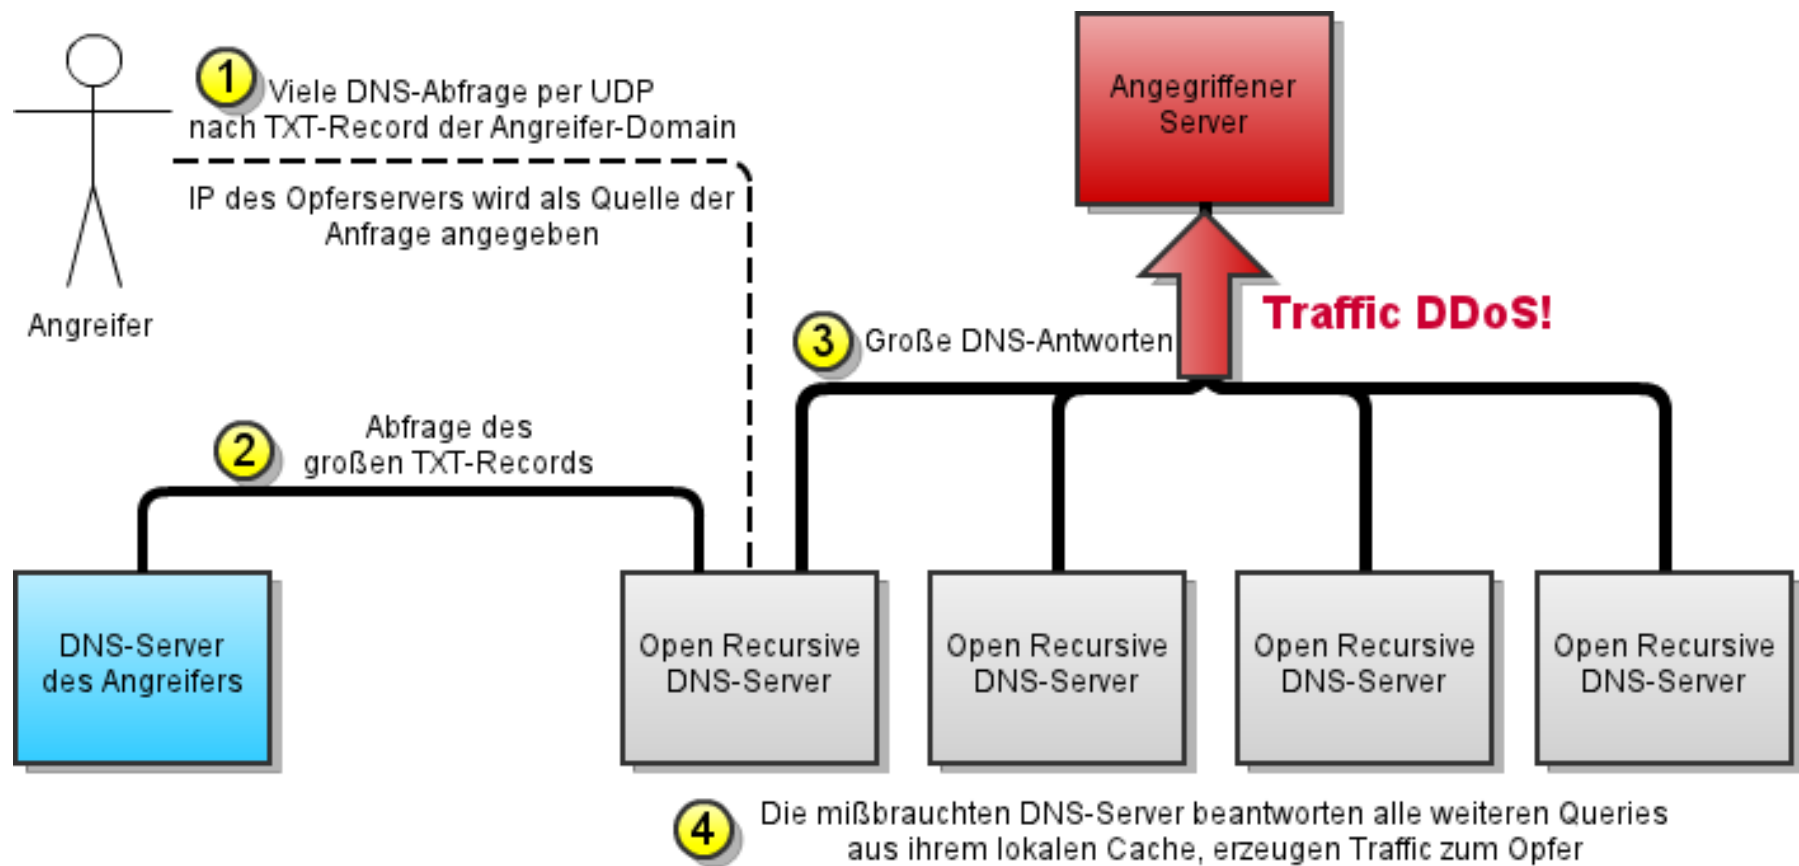 1
Viele DNS-Abfrage per UDP
nach TXT-Record der Angreifer-Domain
IP des Opferservers wird als Quelle der
Anfrage angegeben
Angreifer
Angegriffener
Server
Traffic DDoS!
3
Große DNS-Antworten
2
Abfrage des
großen TXT-Records
DNS-Server
des Angreifers
Open Recursive
DNS-Server
Open Recursive
DNS-Server
Open Recursive
DNS-Server
Open Recursive
DNS-Server
4
Die mißbrauchten DNS-Server beantworten alle weiteren Queries
aus ihrem lokalen Cache, erzeugen Traffic zum Opfer